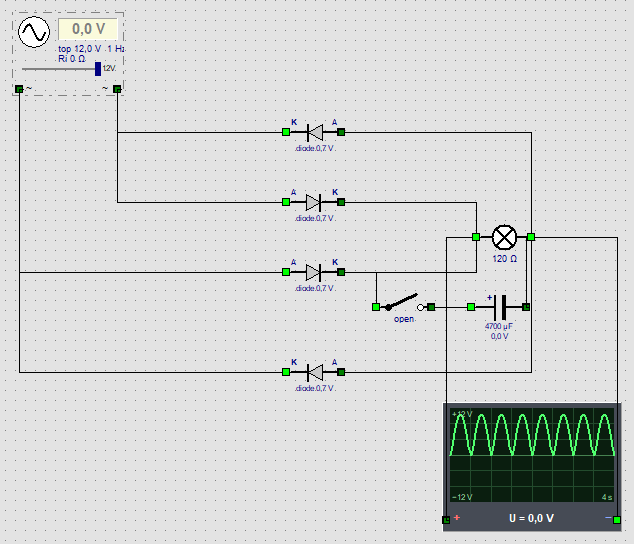 0,0 V
top 12,0 V 1 Hz
Ri 0 Ω
12V
~ ~
K A
diode.0,7 V
A K
diode.0,7 V
A K
diode.0,7 V
120 Ω
+
open
4700 µF
0,0 V
K A
diode.0,7 V
+12 V
−12 V 4 s
+ U = 0,0 V −